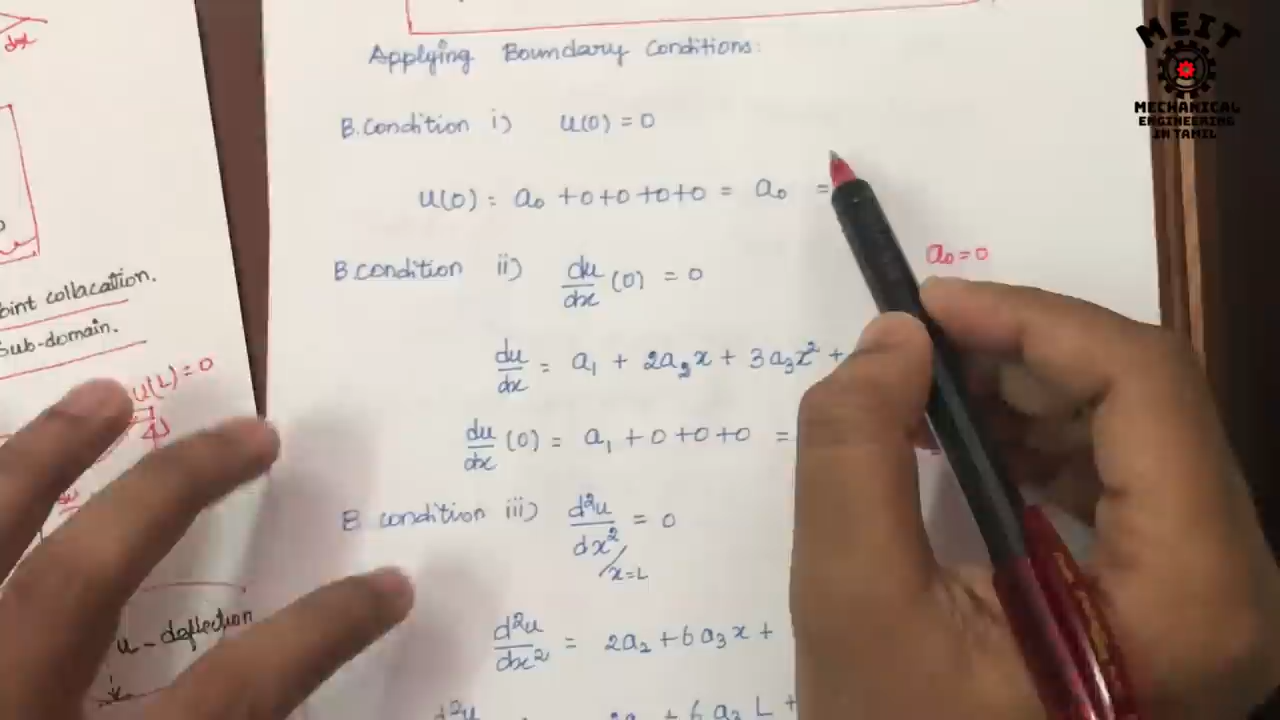 dx
Applying Boundary Conditions:
B.Condition i) u(0) = 0
u(0) = a₀ + 0 + 0 + 0 + 0 = a₀ =
a₀ = 0
B.condition ii) du/dx (0) = 0
du/dx = a₁ + 2a₂x + 3a₃x² +
du/dx (0) = a₁ + 0 + 0 + 0 =
B condition iii) d²u/dx² /x=L = 0
d²u/dx² = 2a₂ + 6a₃x +
d²u
6a₃L +
collacation.
Sub-domain.
u(L) = 0
u - deflection
MEIT
MECHANICAL
ENGINEERING
IN TAMIL